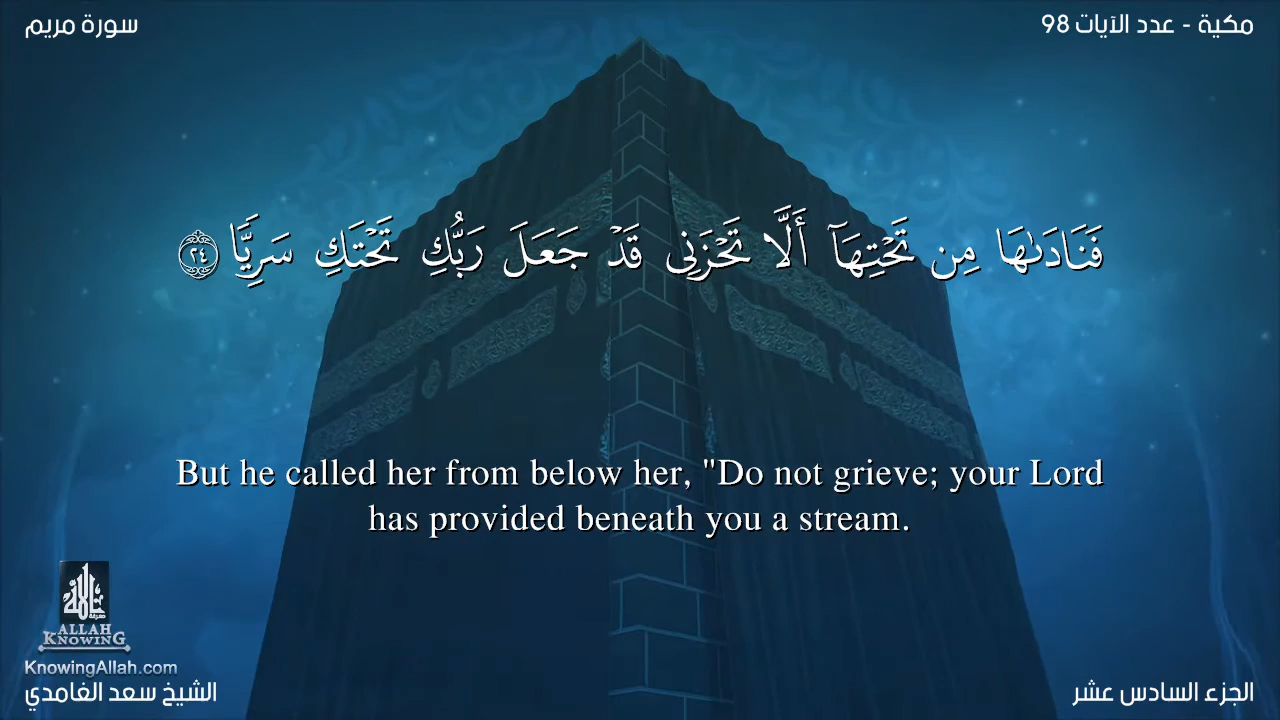 سورة مريم
مكية - عدد الآيات 98
فَنَادَىٰهَا مِن تَحْتِهَآ أَلَّا تَحْزَنِى قَدْ جَعَلَ رَبُّكِ تَحْتَكِ سَرِيًّا ٢٤
But he called her from below her, "Do not grieve; your Lord
has provided beneath you a stream.
ALLAH
KNOWING
KnowingAllah.com
الشيخ سعد الغامدي
الجزء السادس عشر